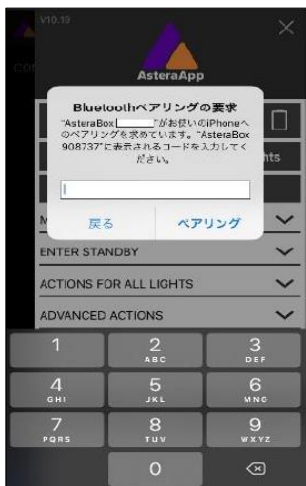 V10.19
AsteraApp
Bluetoothペアリングの要求
"AsteraBox      "がお使いのiPhoneへ
のペアリングを求めています。"AsteraBox
908737"に表示されるコードを入力してく
ださい。
戻る ペアリング
ENTER STANDBY
ACTIONS FOR ALL LIGHTS
ADVANCED ACTIONS
1 2 3
ABC DEF
4 5 6
GHI JKL MNO
7 8 9
PQRS TUV WXYZ
0